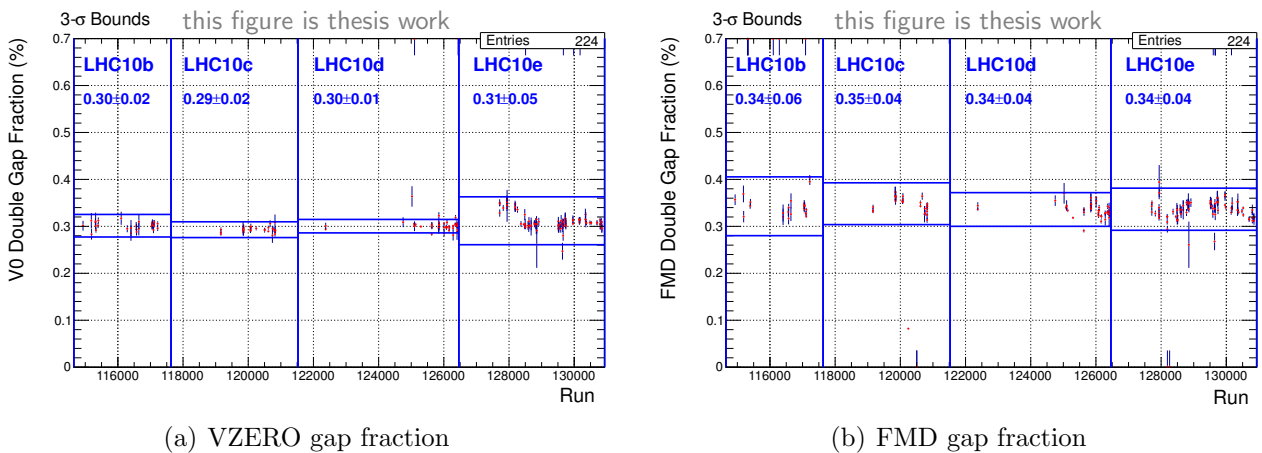 3-σ Bounds this figure is thesis work
Entries 224
V0 Double Gap Fraction (%)
0.7
0.6
0.5
0.4
0.3
0.2
0.1
0
LHC10b LHC10c LHC10d LHC10e
0.30±0.02 0.29±0.02 0.30±0.01 0.31±0.05
116000 118000 120000 122000 124000 126000 128000 130000
Run
(a) VZERO gap fraction
3-σ Bounds this figure is thesis work
Entries 224
FMD Double Gap Fraction (%)
0.7
0.6
0.5
0.4
0.3
0.2
0.1
0
LHC10b LHC10c LHC10d LHC10e
0.34±0.06 0.35±0.04 0.34±0.04 0.34±0.04
116000 118000 120000 122000 124000 126000 128000 130000
Run
(b) FMD gap fraction